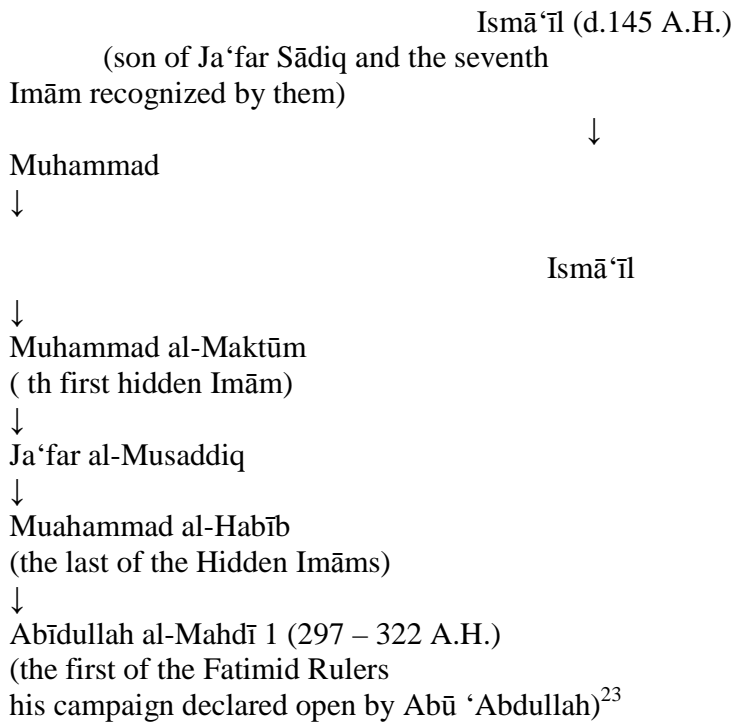 Ismā‘īl (d.145 A.H.)
(son of Ja‘far Sādiq and the seventh
Imām recognized by them)
↓
Muhammad
↓
Ismā‘īl
↓
Muhammad al-Maktūm
( th first hidden Imām)
↓
Ja‘far al-Musaddiq
↓
Muahammad al-Habīb
(the last of the Hidden Imāms)
↓
Abīdullah al-Mahdī 1 (297 – 322 A.H.)
(the first of the Fatimid Rulers
his campaign declared open by Abū ‘Abdullah)23